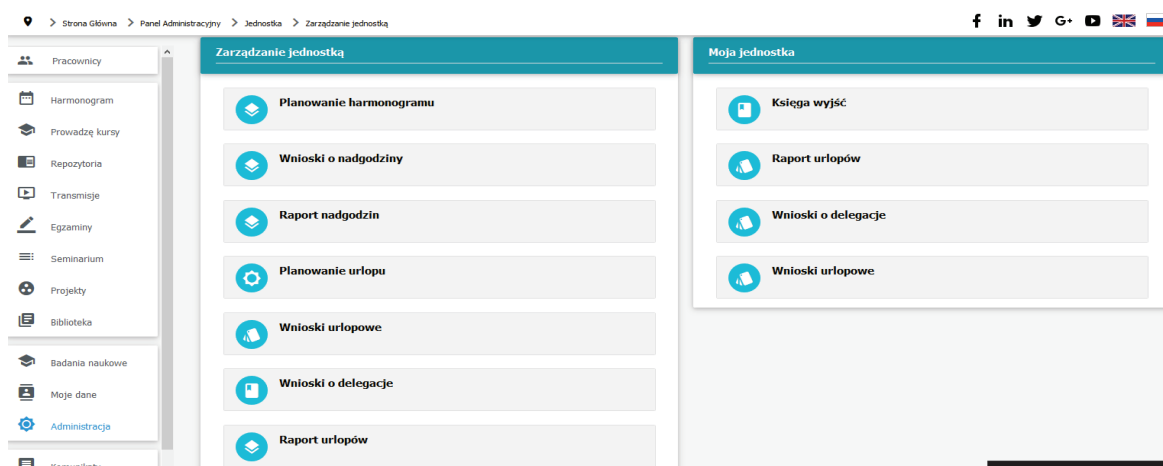 Strona Główna > Panel Administracyjny > Jednostka > Zarządzanie jednostką
f in G+
Pracownicy
Harmonogram
Prowadzę kursy
Repozytoria
Transmisje
Egzaminy
Seminarium
Projekty
Biblioteka
Badania naukowe
Moje dane
Administracja
Zarządzanie jednostką
Planowanie harmonogramu
Wnioski o nadgodziny
Raport nadgodzin
Planowanie urlopu
Wnioski urlopowe
Wnioski o delegacje
Raport urlopów
Moja jednostka
Księga wyjść
Raport urlopów
Wnioski o delegacje
Wnioski urlopowe